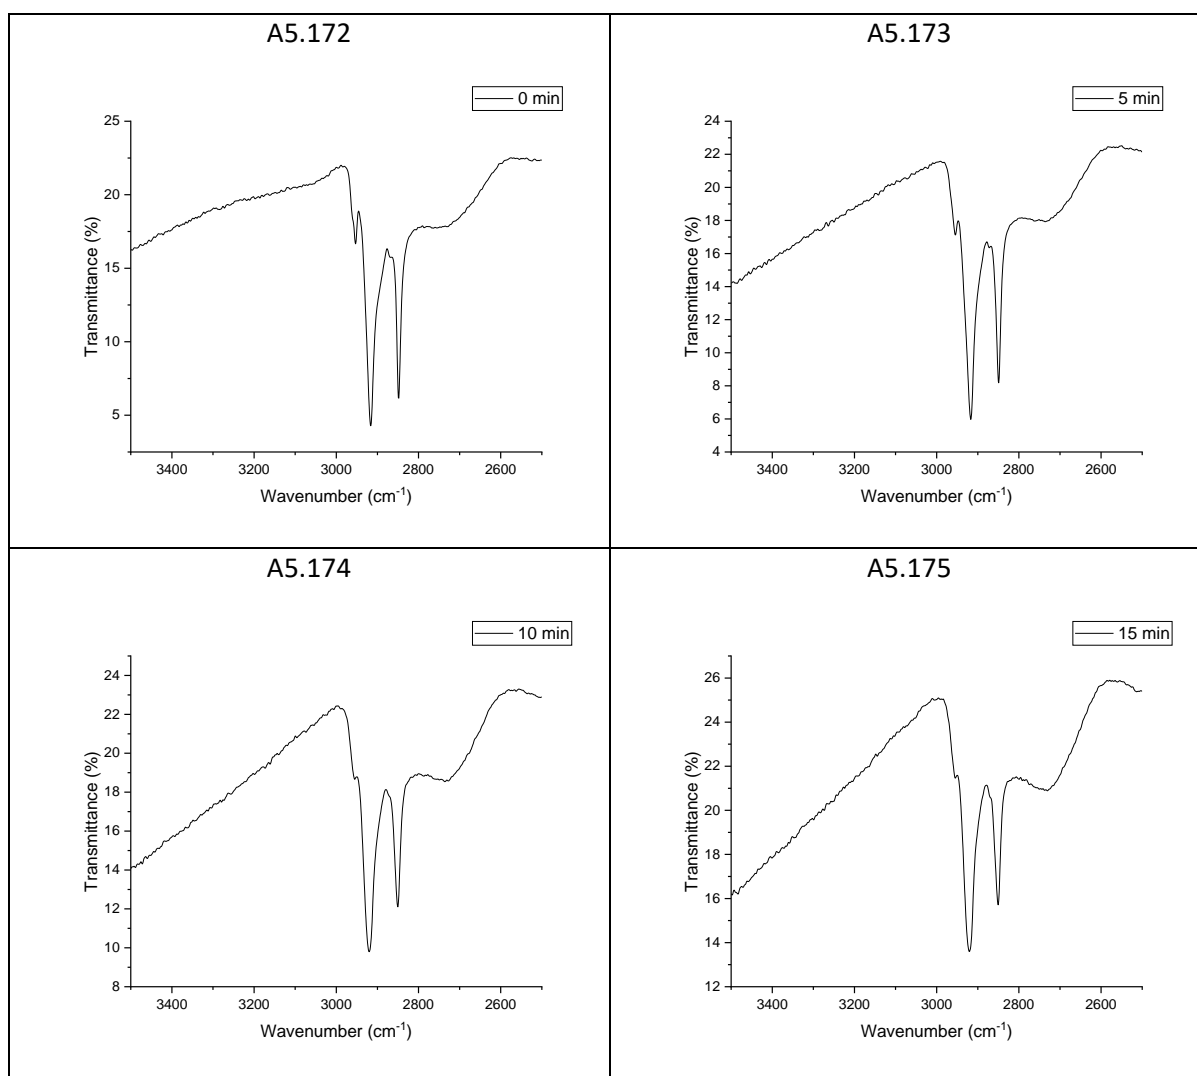 A5.172
0 min
25
20
15
10
5
Transmittance (%)
3400 3200 3000 2800 2600
Wavenumber (cm⁻¹)
A5.173
5 min
24
22
20
18
16
14
12
10
8
6
4
Transmittance (%)
3400 3200 3000 2800 2600
Wavenumber (cm⁻¹)
A5.174
10 min
24
22
20
18
16
14
12
10
8
Transmittance (%)
3400 3200 3000 2800 2600
Wavenumber (cm⁻¹)
A5.175
15 min
26
24
22
20
18
16
14
12
Transmittance (%)
3400 3200 3000 2800 2600
Wavenumber (cm⁻¹)